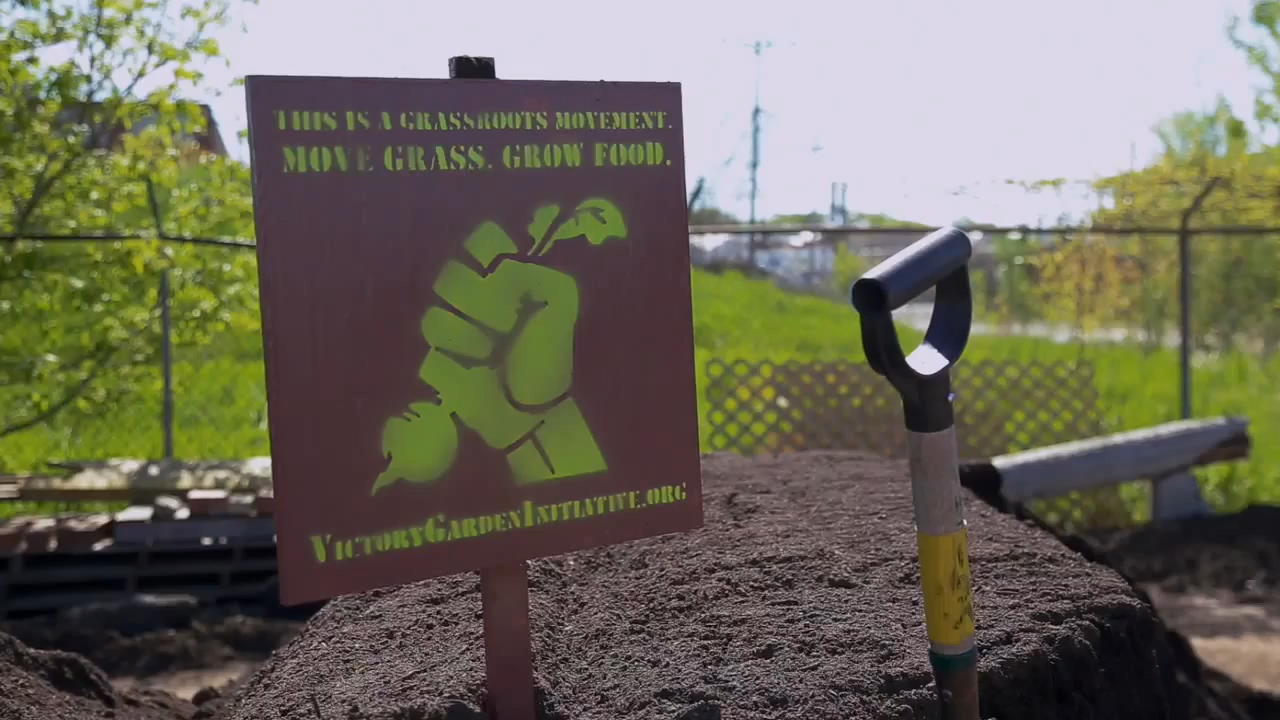 THIS IS A GRASSROOTS MOVEMENT.
MOVE GRASS. GROW FOOD.
VICTORYGARDENINITIATIVE.ORG